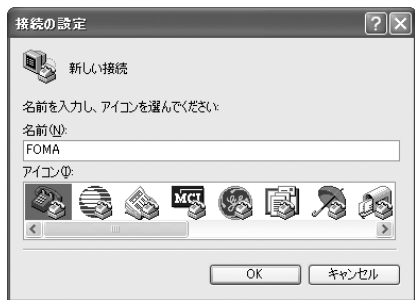 接続の設定
新しい接続
名前を入力し、アイコンを選んでください:
名前(N):
FOMA
アイコン(I):
MCI
OK キャンセル